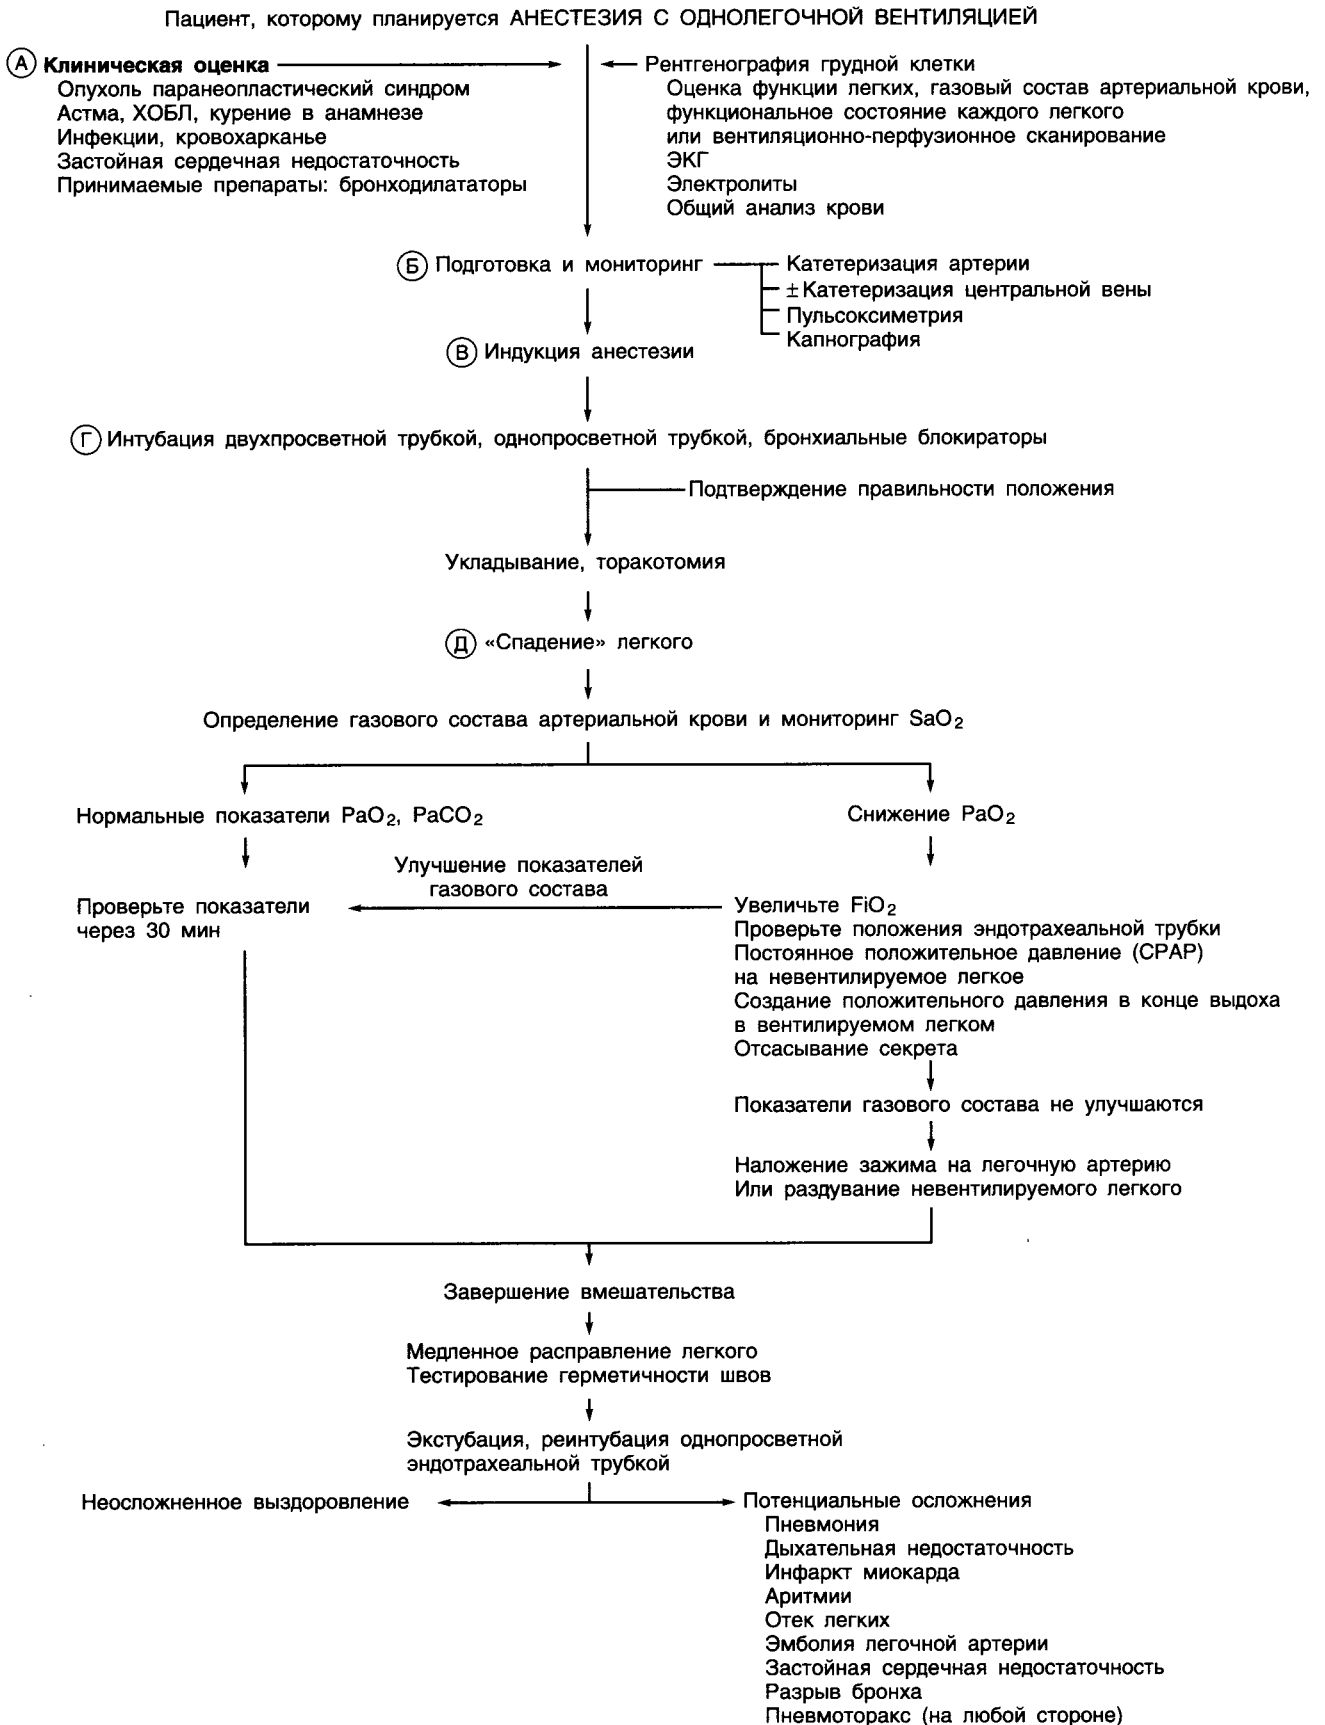 Пациент, которому планируется АНЕСТЕЗИЯ С ОДНОЛЕГОЧНОЙ ВЕНТИЛЯЦИЕЙ
А Клиническая оценка
Опухоль паранеопластический синдром
Астма, ХОБЛ, курение в анамнезе
Инфекции, кровохарканье
Застойная сердечная недостаточность
Принимаемые препараты: бронходилататоры
Рентгенография грудной клетки
Оценка функции легких, газовый состав артериальной крови,
функциональное состояние каждого легкого
или вентиляционно-перфузионное сканирование
ЭКГ
Электролиты
Общий анализ крови
Б Подготовка и мониторинг
Катетеризация артерии
±Катетеризация центральной вены
Пульсоксиметрия
Капнография
В Индукция анестезии
Г Интубация двухпросветной трубкой, однопросветной трубкой, бронхиальные блокираторы
Подтверждение правильности положения
Укладывание, торакотомия
Д «Спадение» легкого
Определение газового состава артериальной крови и мониторинг SaO2
Нормальные показатели PaO2, PaCO2
Снижение PaO2
Улучшение показателей
газового состава
Проверьте показатели
через 30 мин
Увеличьте FiO2
Проверьте положения эндотрахеальной трубки
Постоянное положительное давление (CPAP)
на невентилируемое легкое
Создание положительного давления в конце выдоха
в вентилируемом легком
Отсасывание секрета
Показатели газового состава не улучшаются
Наложение зажима на легочную артерию
Или раздувание невентилируемого легкого
Завершение вмешательства
Медленное расправление легкого
Тестирование герметичности швов
Экстубация, реинтубация однопросветной
эндотрахеальной трубкой
Неосложненное выздоровление
Потенциальные осложнения
Пневмония
Дыхательная недостаточность
Инфаркт миокарда
Аритмии
Отек легких
Эмболия легочной артерии
Застойная сердечная недостаточность
Разрыв бронха
Пневмоторакс (на любой стороне)